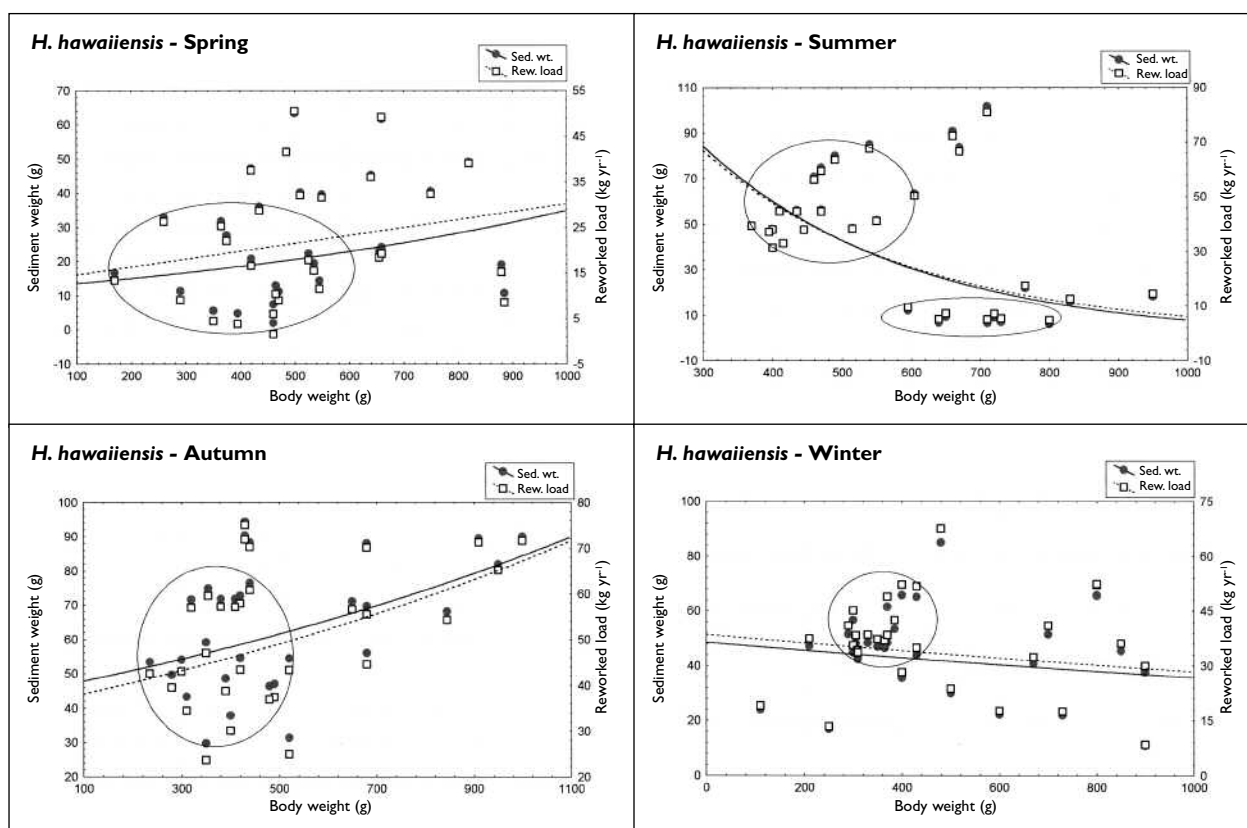 H. hawaiiensis - Spring
Sed. wt.
Rew. load
70
60
50
40
30
20
10
0
-10
Sediment weight (g)
55
45
35
25
15
5
-5
Reworked load (kg yr⁻¹)
100 200 300 400 500 600 700 800 900 1000
Body weight (g)
H. hawaiiensis - Summer
Sed. wt.
Rew. load
110
90
70
50
30
10
-10
Sediment weight (g)
90
70
50
30
10
-10
Reworked load (kg yr⁻¹)
300 400 500 600 700 800 900 1000
Body weight (g)
H. hawaiiensis - Autumn
Sed. wt.
Rew. load
100
90
80
70
60
50
40
30
20
Sediment weight (g)
80
70
60
50
40
30
20
Reworked load (kg yr⁻¹)
100 300 500 700 900 1100
Body weight (g)
H. hawaiiensis - Winter
Sed. wt.
Rew. load
100
80
60
40
20
0
Sediment weight (g)
75
60
45
30
15
0
Reworked load (kg yr⁻¹)
0 200 400 600 800 1000
Body weight (g)